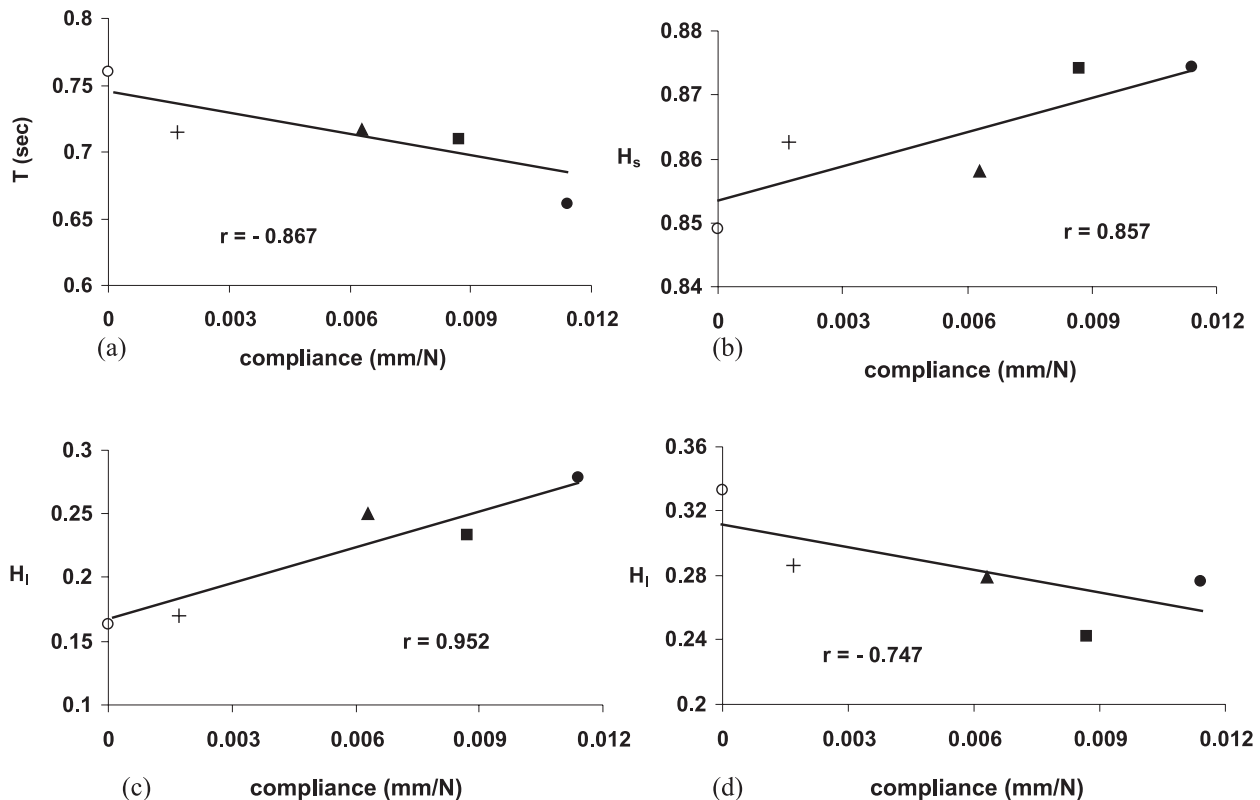 0.8
0.75
0.7
0.65
0.6
T (sec)
r = - 0.867
0 0.003 0.006 0.009 0.012
(a)
compliance (mm/N)
0.88
0.87
0.86
0.85
0.84
Hs
r = 0.857
0 0.003 0.006 0.009 0.012
(b)
compliance (mm/N)
0.3
0.25
0.2
0.15
0.1
Hl
r = 0.952
0 0.003 0.006 0.009 0.012
(c)
compliance (mm/N)
0.36
0.32
0.28
0.24
0.2
Hl
r = - 0.747
0 0.003 0.006 0.009 0.012
(d)
compliance (mm/N)